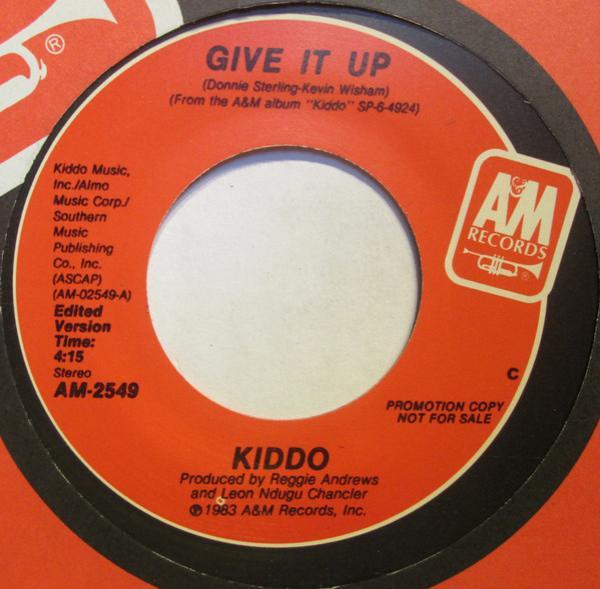 ®
GIVE IT UP
(Donnie Sterling-Kevin Wisham)
(From the A&M album "Kiddo" SP-6-4924)
Kiddo Music,
Inc./Almo
Music Corp./
Southern
Music
Publishing
Co., Inc.
(ASCAP)
(AM-02549-A)
Edited
Version
Time:
4:15
Stereo
AM-2549
A&M
RECORDS
®
C
PROMOTION COPY
NOT FOR SALE
KIDDO
Produced by Reggie Andrews
and Leon Ndugu Chancler
℗1983 A&M Records, Inc.